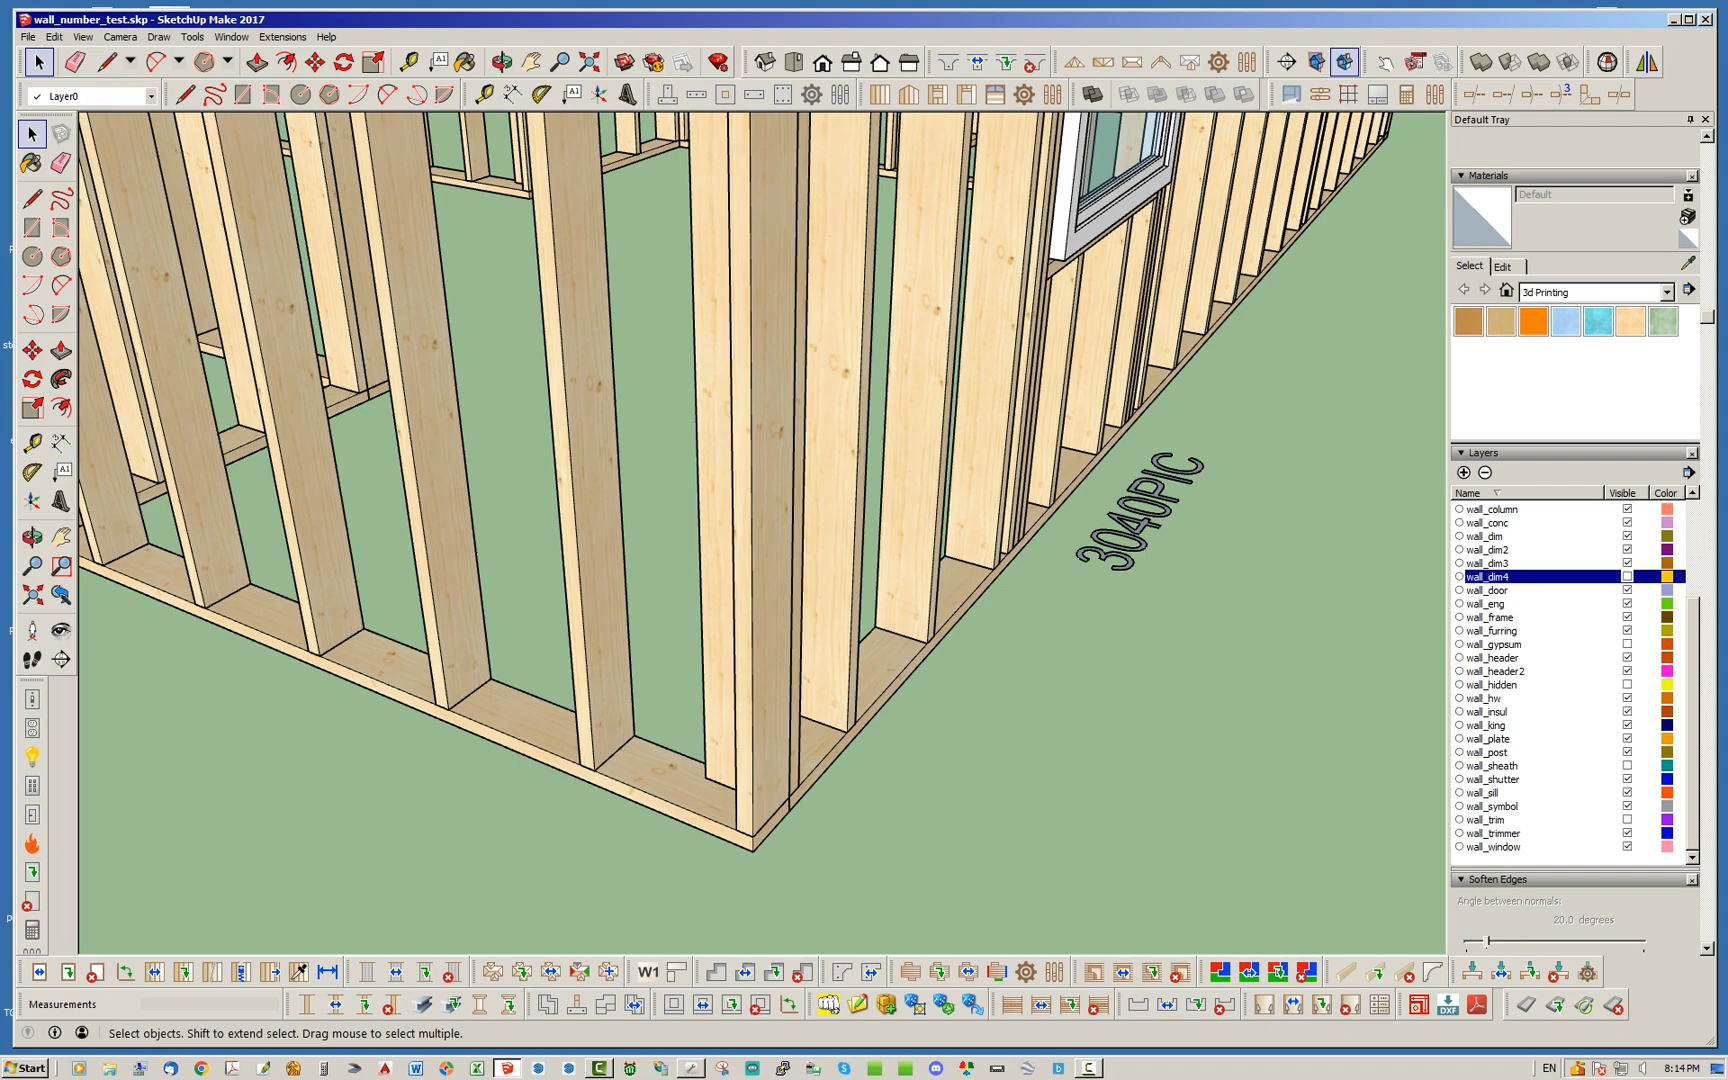 wall_number_test.skp - SketchUp Make 2017
File Edit View Camera Draw Tools Window Extensions Help
Layer0
3
A1
Default Tray
Materials
Default
Select Edit
3d Printing
3040PIC
Layers
Name Visible Color
wall_column
wall_conc
wall_dim
wall_dim2
wall_dim3
wall_dim4
wall_door
wall_eng
wall_frame
wall_furring
wall_gypsum
wall_header
wall_header2
wall_hidden
wall_hw
wall_insul
wall_king
wall_plate
wall_post
wall_sheath
wall_shutter
wall_sill
wall_symbol
wall_trim
wall_trimmer
wall_window
Soften Edges
Angle between normals:
20.0 degrees
W1
Measurements
DXF
Select objects. Shift to extend select. Drag mouse to select multiple.
Start
EN
8:14 PM